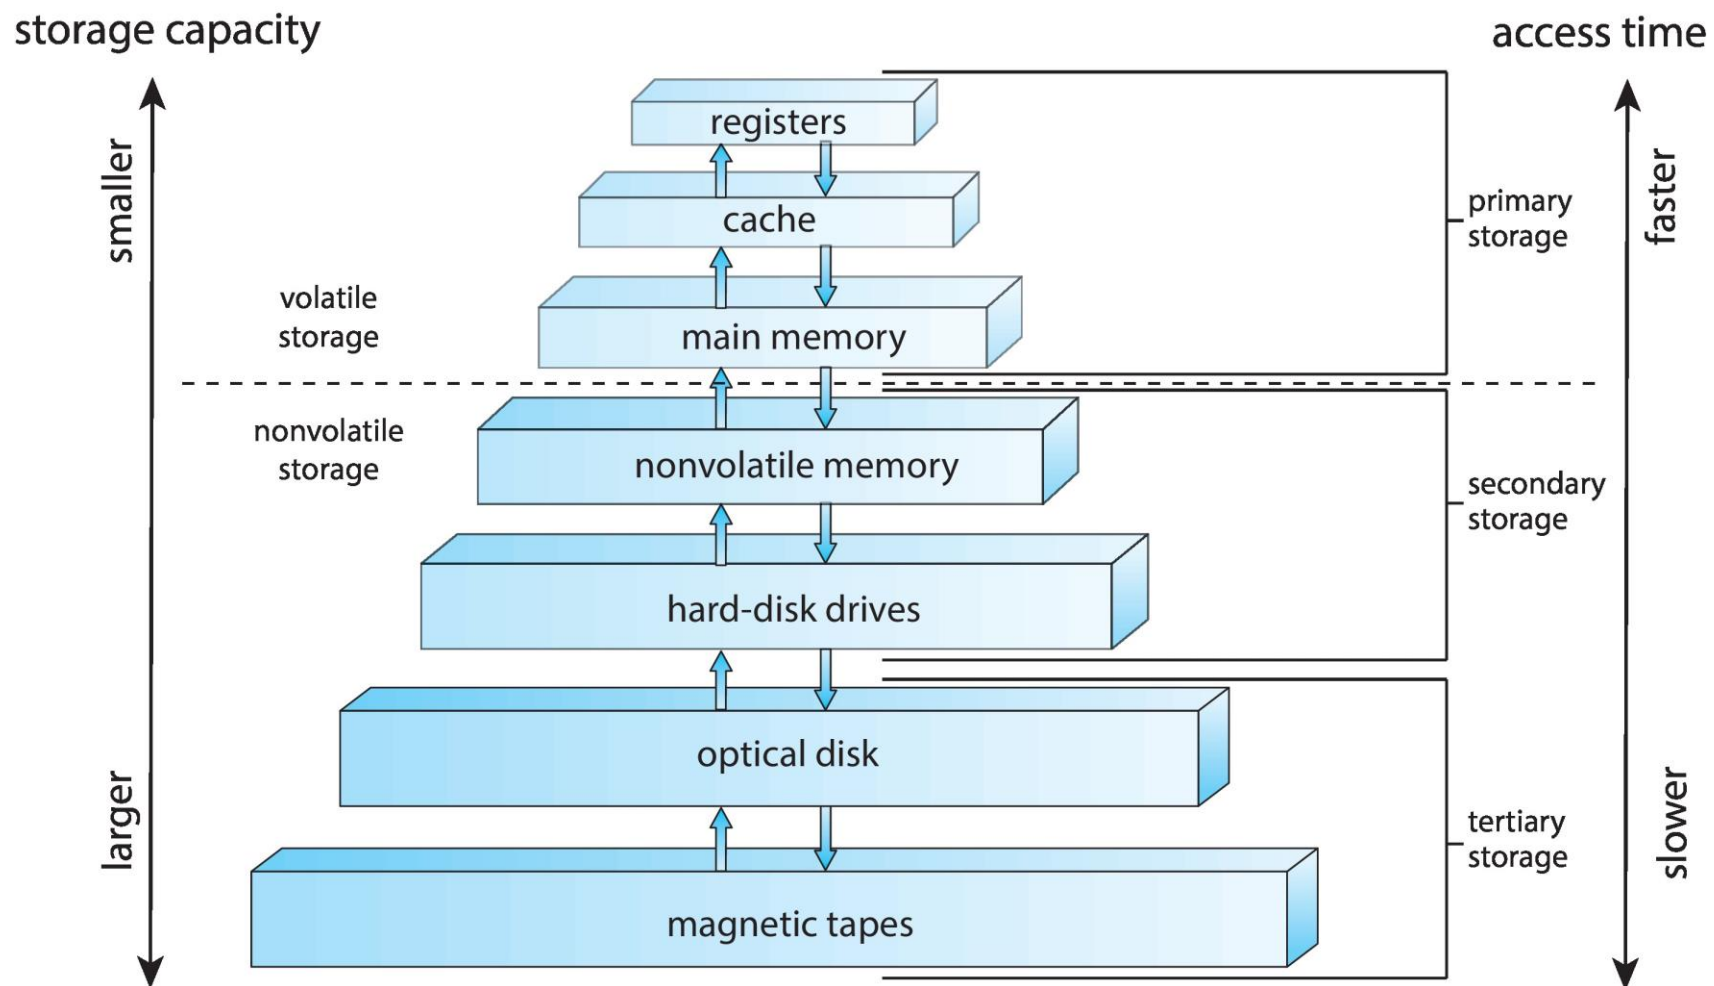 storage capacity
access time
smaller
larger
volatile
storage
nonvolatile
storage
registers
cache
main memory
nonvolatile memory
hard-disk drives
optical disk
magnetic tapes
primary
storage
secondary
storage
tertiary
storage
faster
slower